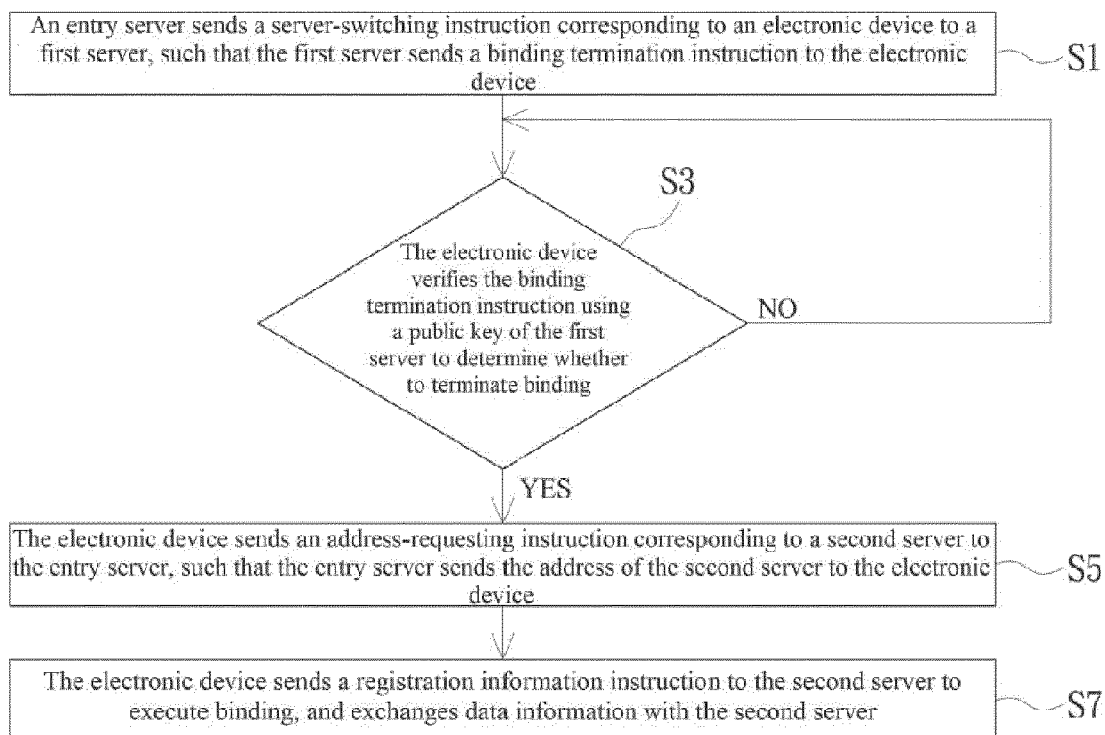 An entry server sends a server-switching instruction corresponding to an electronic device to a
first server, such that the first server sends a binding termination instruction to the electronic
device
S1
S3
The electronic device
verifies the binding
termination instruction using
a public key of the first
server to determine whether
to terminate binding
NO
YES
The electronic device sends an address-requesting instruction corresponding to a second server to
the entry server, such that the entry server sends the address of the second server to the electronic
device
S5
The electronic device sends a registration information instruction to the second server to
execute binding, and exchanges data information with the second server
S7